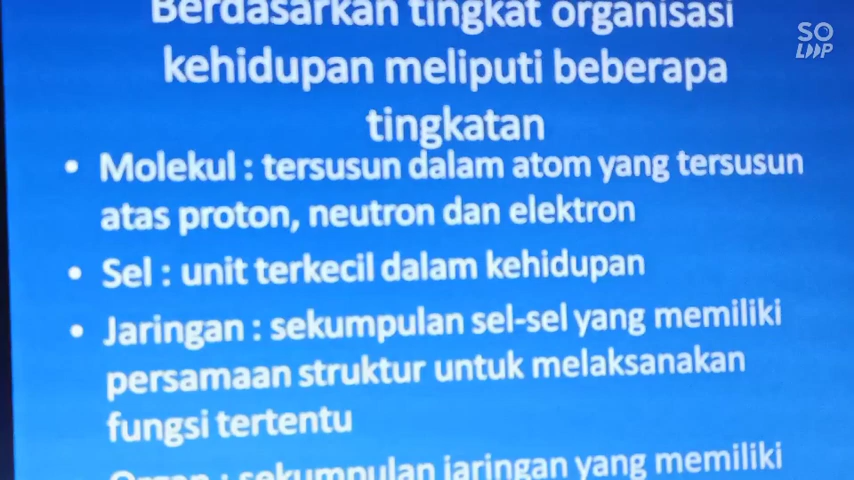 Berdasarkan tingkat organisasi
kehidupan meliputi beberapa
tingkatan
• Molekul : tersusun dalam atom yang tersusun
atas proton, neutron dan elektron
• Sel : unit terkecil dalam kehidupan
• Jaringan : sekumpulan sel-sel yang memiliki
persamaan struktur untuk melaksanakan
fungsi tertentu
Organ : sekumpulan jaringan yang memiliki
SO
LOOP